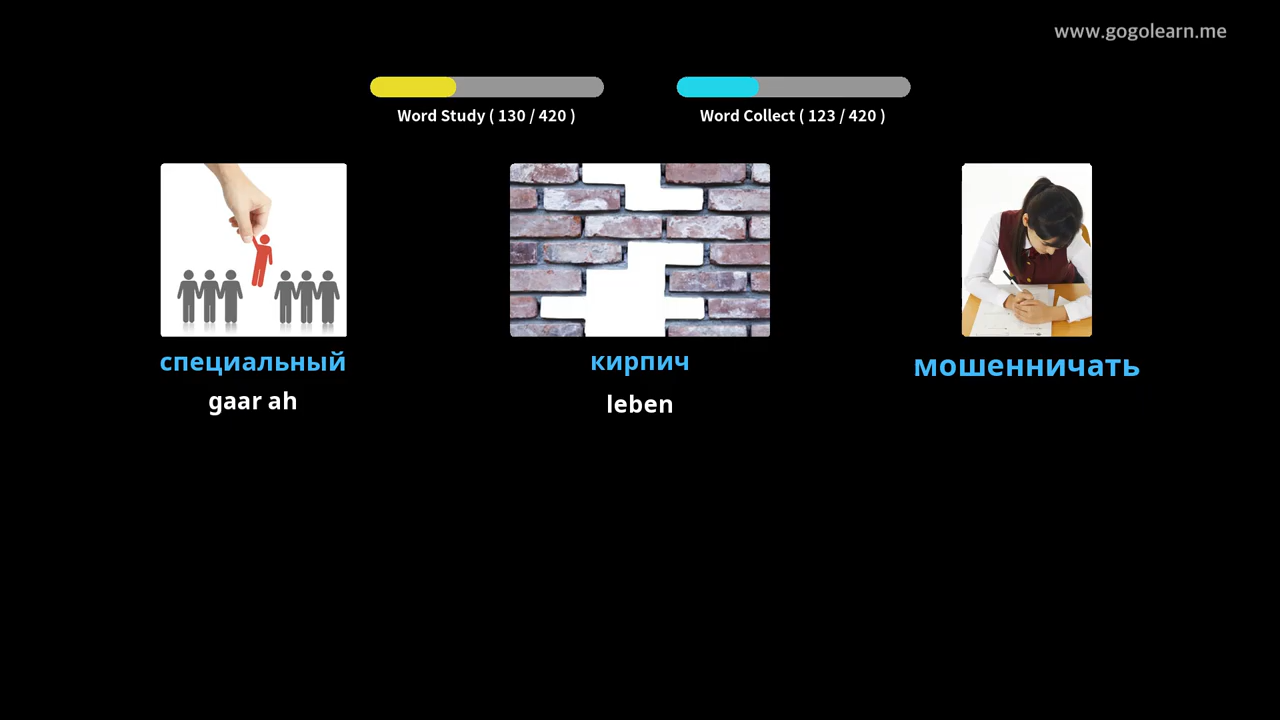 www.gogolearn.me
Word Study ( 130 / 420 )
Word Collect ( 123 / 420 )
специальный
кирпич
мошенничать
gaar ah
leben